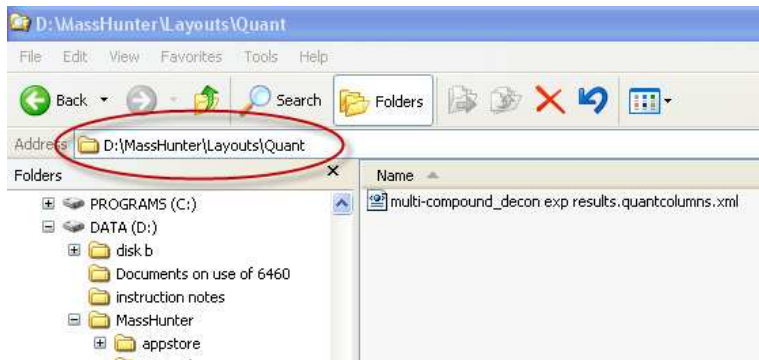 D:\MassHunter\Layouts\Quant
File Edit View Favorites Tools Help
Back Search Folders
Address D:\MassHunter\Layouts\Quant
Folders × Name
multi-compound_decon exp results.quantcolumns.xml
PROGRAMS (C:)
DATA (D:)
disk b
Documents on use of 6460
instruction notes
MassHunter
appstore